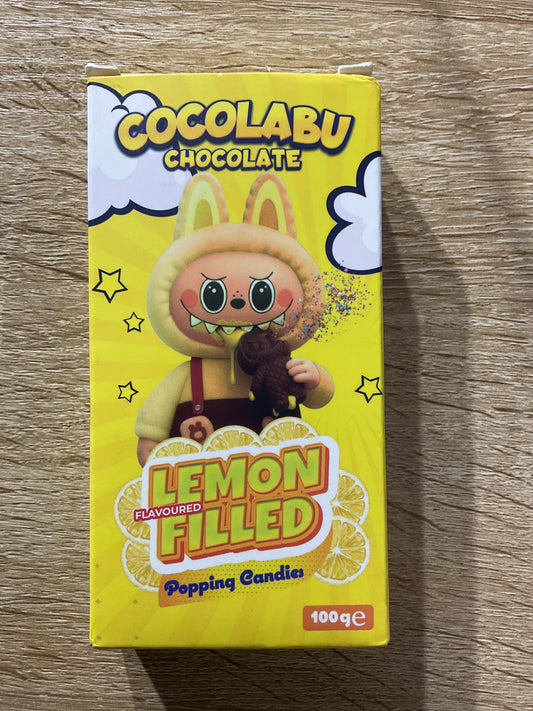 COCOLABU
CHOCOLATE
LEMON
FLAVOURED
FILLED
Popping Candies
100g℮